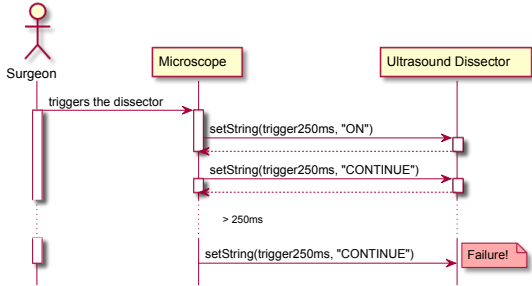 Surgeon
Microscope
Ultrasound Dissector
triggers the dissector
setString(trigger250ms, "ON")
setString(trigger250ms, "CONTINUE")
> 250ms
setString(trigger250ms, "CONTINUE")
Failure!